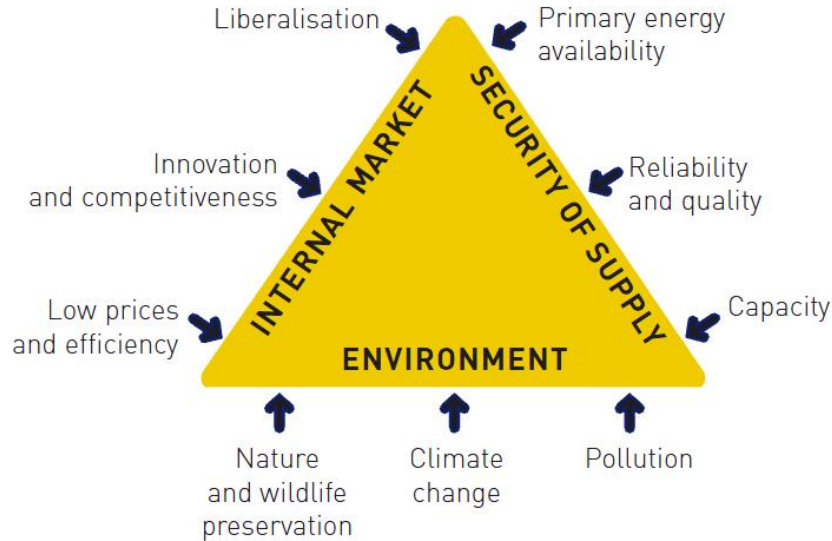 Liberalisation
Primary energy
availability
INTERNAL MARKET
SECURITY OF SUPPLY
Innovation
and competitiveness
Reliability
and quality
Low prices
and efficiency
Capacity
ENVIRONMENT
Nature
and wildlife
preservation
Climate
change
Pollution